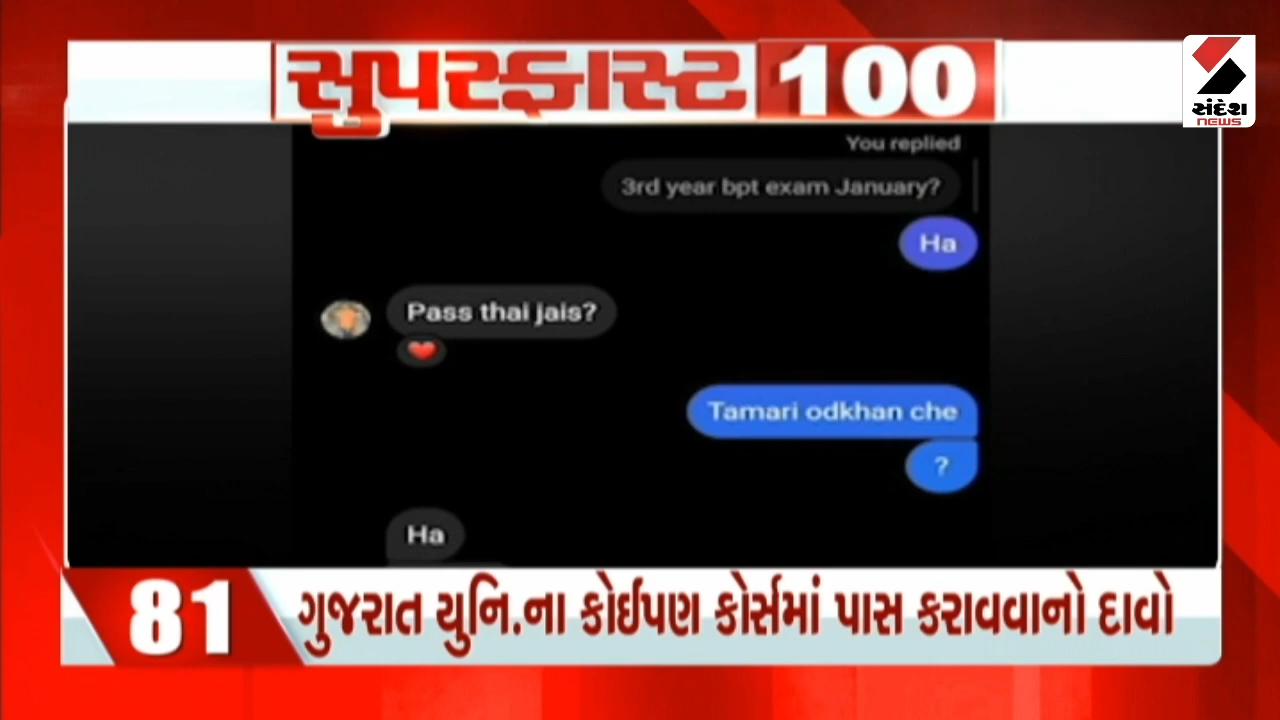 સુપરફાસ્ટ 100
સંદેશ
NEWS
You replied
3rd year bpt exam January?
Ha
Pass thai jais?
Tamari odkhan che
?
Ha
81 ગુજરાત યુનિ.ના કોઈપણ કોર્સમાં પાસ કરાવવાનો દાવો